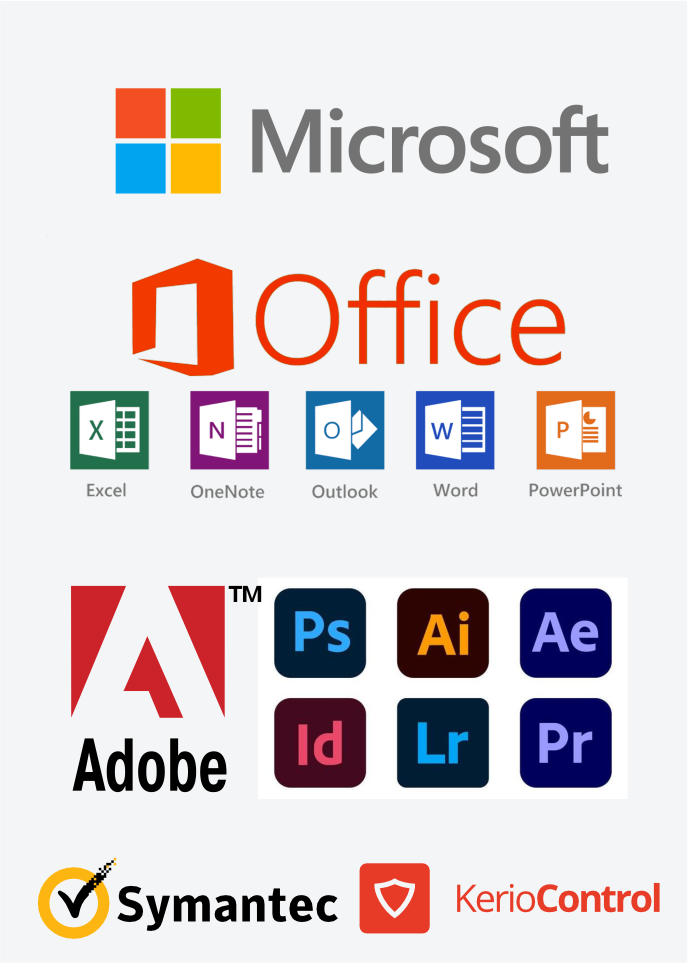 Microsoft
Office
X N O W P
Excel OneNote Outlook Word PowerPoint
TM
Ps Ai Ae
Adobe
Id Lr Pr
Symantec KerioControl